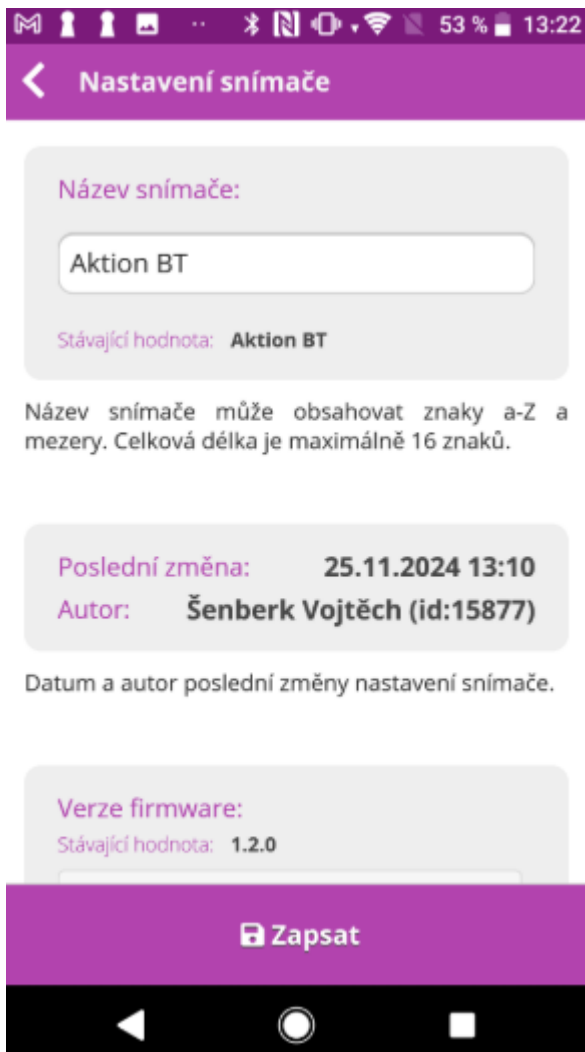 53 % 13:22
Nastavení snímače
Název snímače:
Aktion BT
Stávající hodnota: Aktion BT
Název snímače může obsahovat znaky a-Z a
mezery. Celková délka je maximálně 16 znaků.
Poslední změna: 25.11.2024 13:10
Autor: Šenberk Vojtěch (id:15877)
Datum a autor poslední změny nastavení snímače.
Verze firmware:
Stávající hodnota: 1.2.0
Zapsat